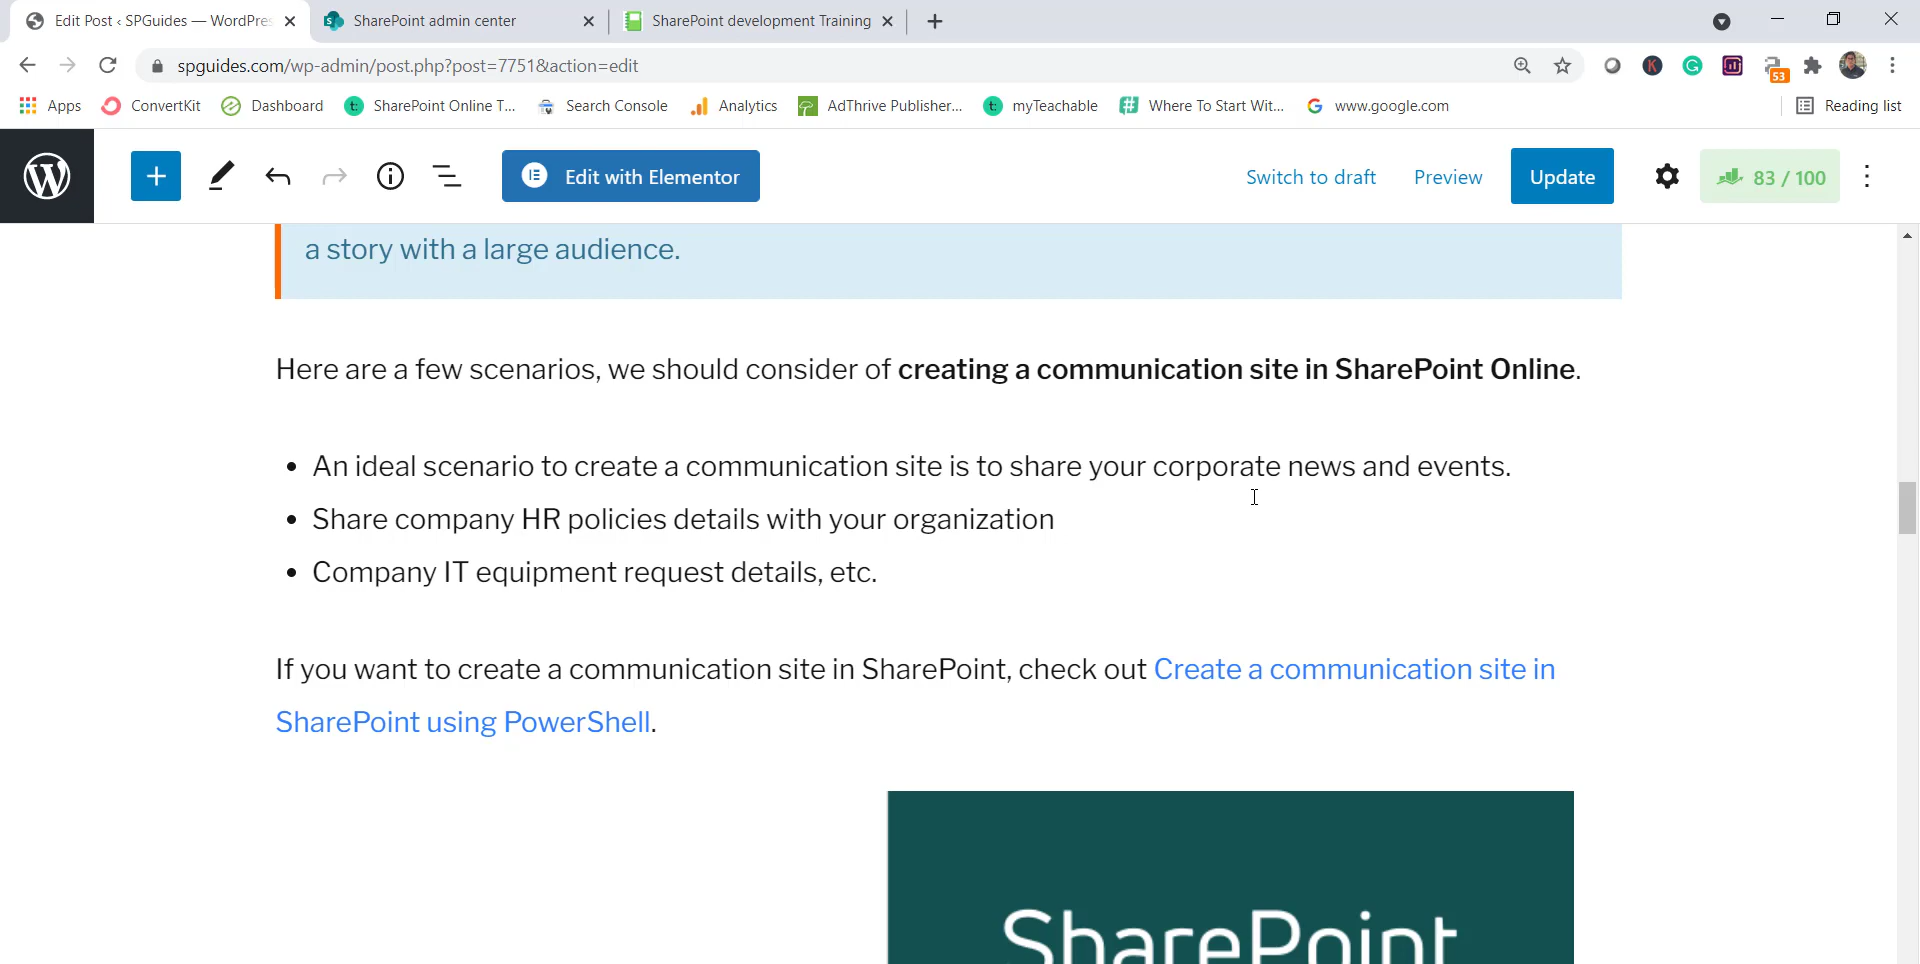 Edit Post ‹ SPGuides — WordPre
SharePoint admin center
SharePoint development Training
spguides.com/wp-admin/post.php?post=7751&action=edit
53
Apps
ConvertKit
Dashboard
SharePoint Online T...
Search Console
Analytics
AdThrive Publisher...
myTeachable
Where To Start Wit...
www.google.com
Reading list
Edit with Elementor
Switch to draft
Preview
Update
83 / 100
a story with a large audience.
Here are a few scenarios, we should consider of creating a communication site in SharePoint Online.
• An ideal scenario to create a communication site is to share your corporate news and events.
• Share company HR policies details with your organization
• Company IT equipment request details, etc.
If you want to create a communication site in SharePoint, check out Create a communication site in
SharePoint using PowerShell.
SharePoint